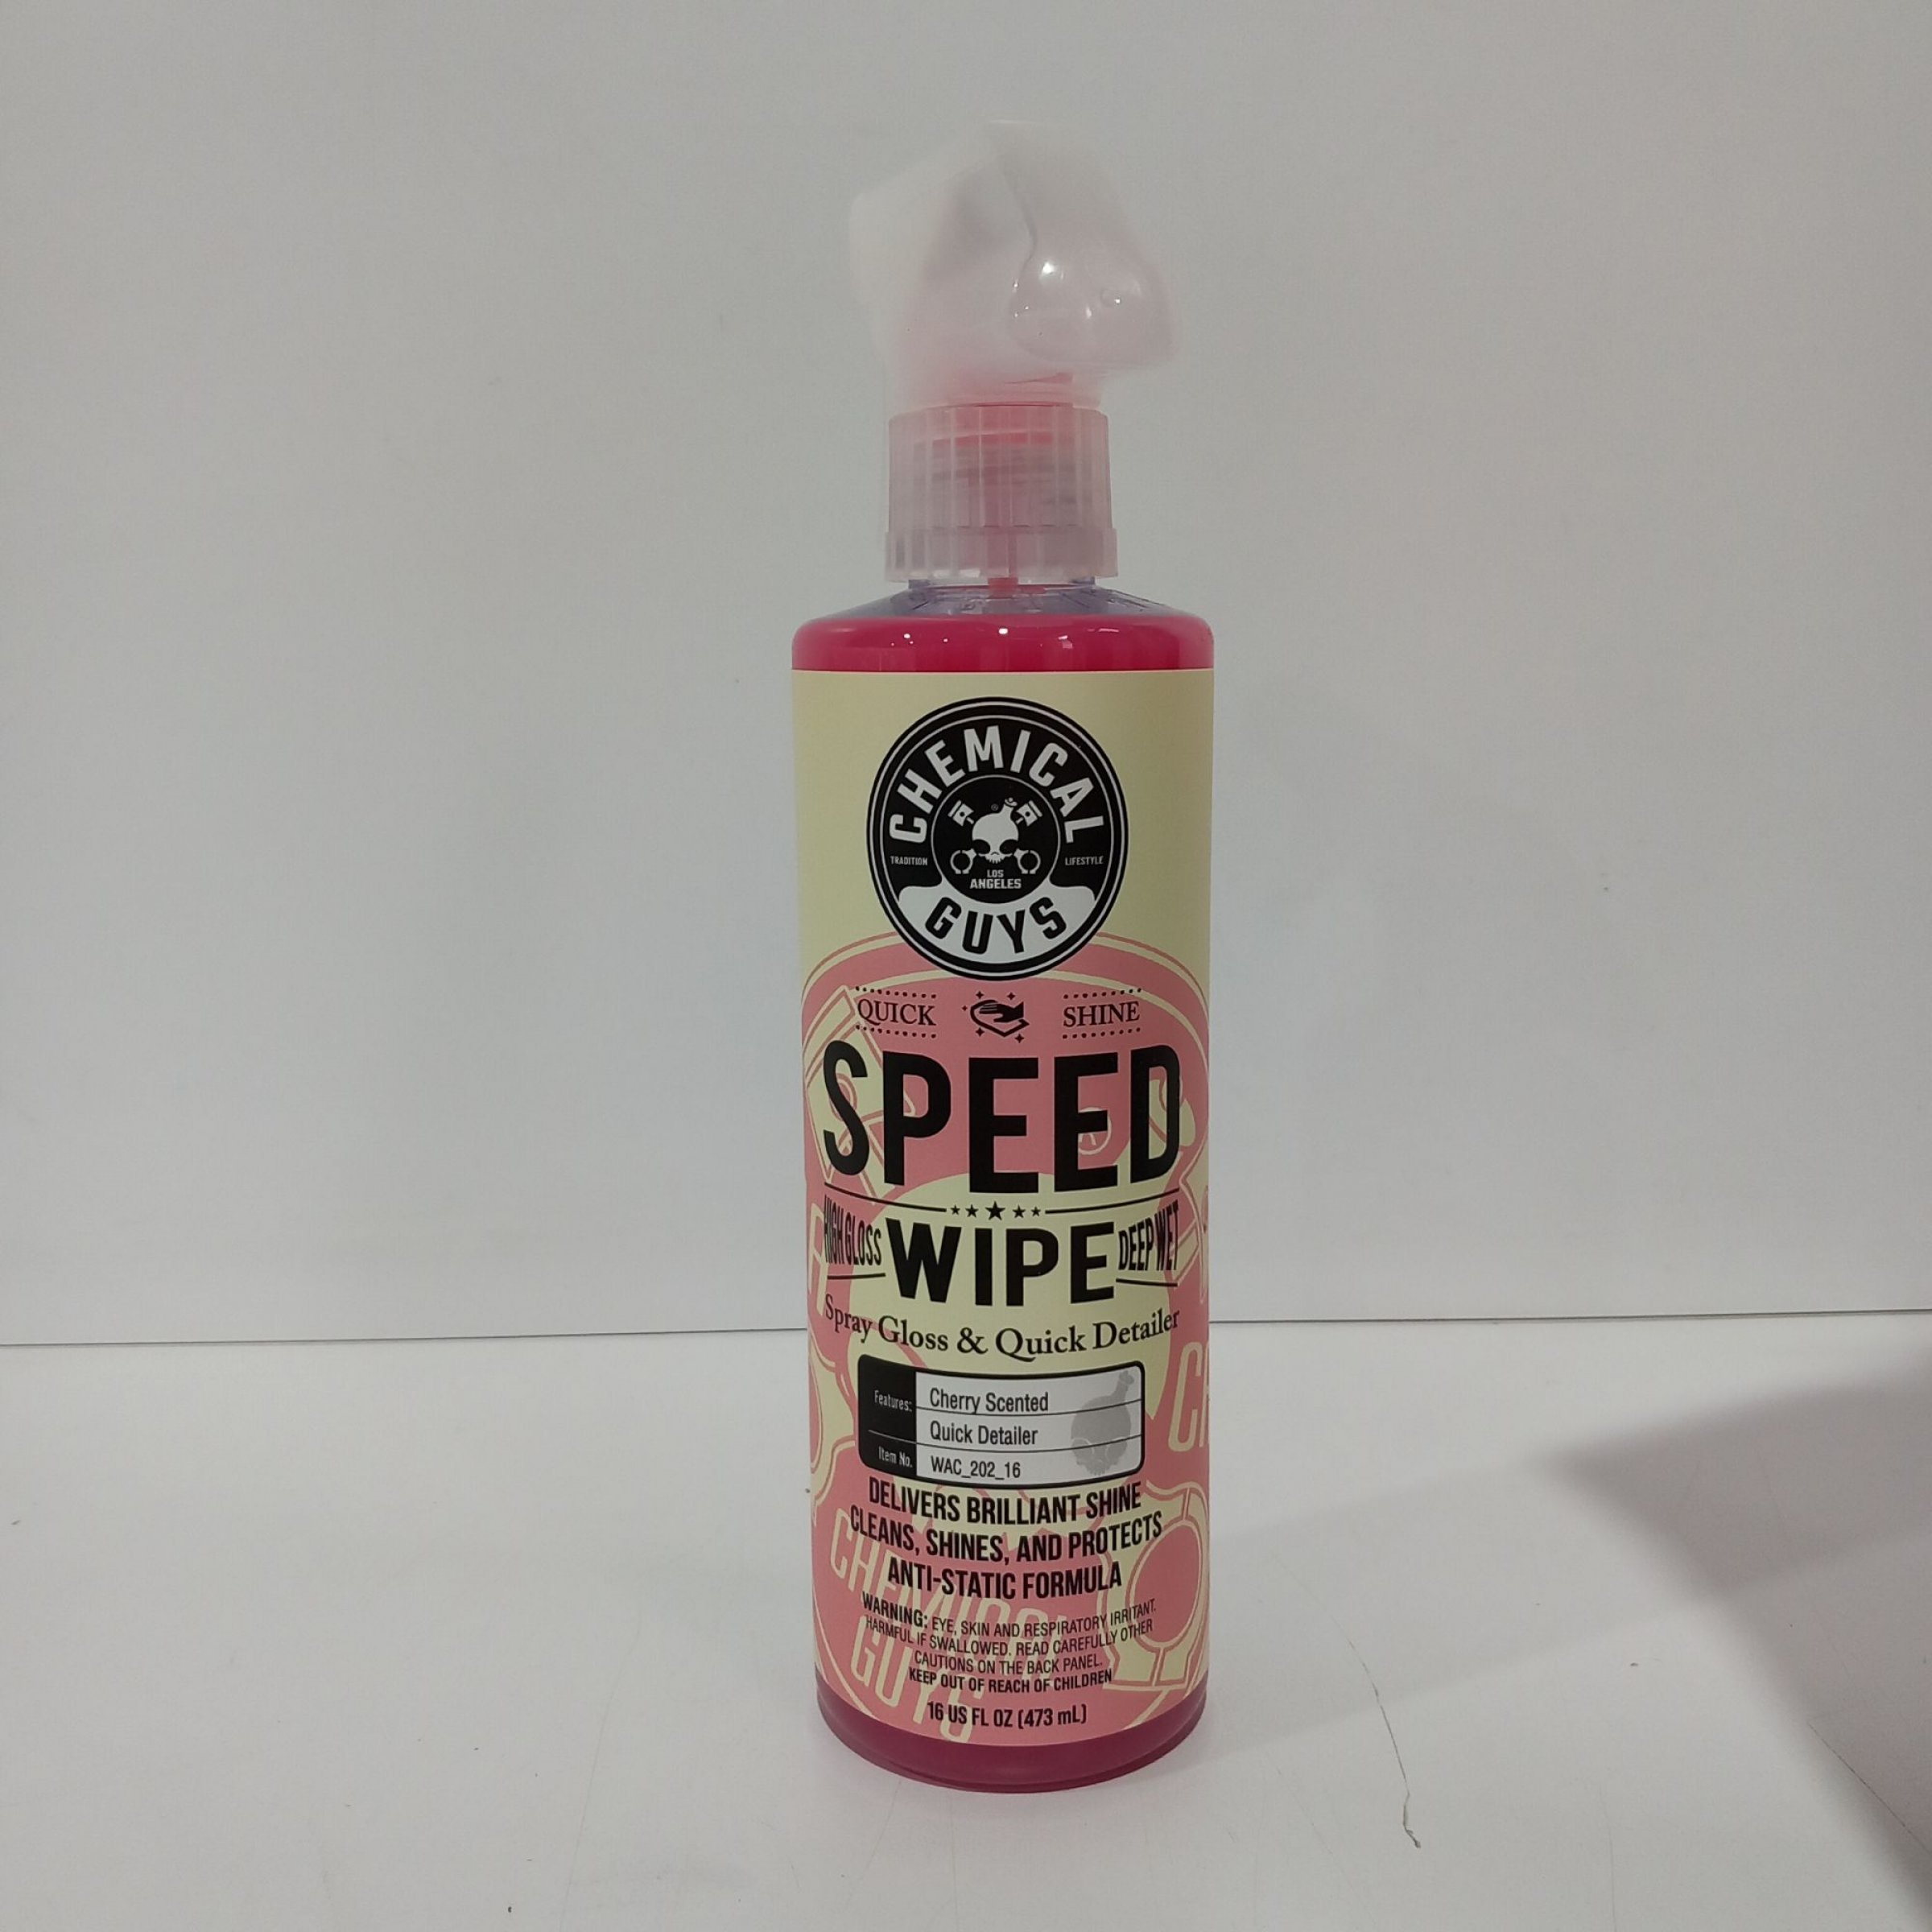 CHEMICAL
TRADITION
LIFESTYLE
LOS
ANGELES
GUYS
QUICK SHINE
SPEED
HIGH GLOSS WIPE DEEP WET
Spray Gloss & Quick Detailer
Features: Cherry Scented
Quick Detailer
Item No. WAC_202_16
DELIVERS BRILLIANT SHINE
CLEANS, SHINES, AND PROTECTS
ANTI-STATIC FORMULA
WARNING: EYE, SKIN AND RESPIRATORY IRRITANT.
HARMFUL IF SWALLOWED. READ CAREFULLY OTHER
CAUTIONS ON THE BACK PANEL.
KEEP OUT OF REACH OF CHILDREN
CHEMICAL
GUYS
16 US FL OZ (473 mL)